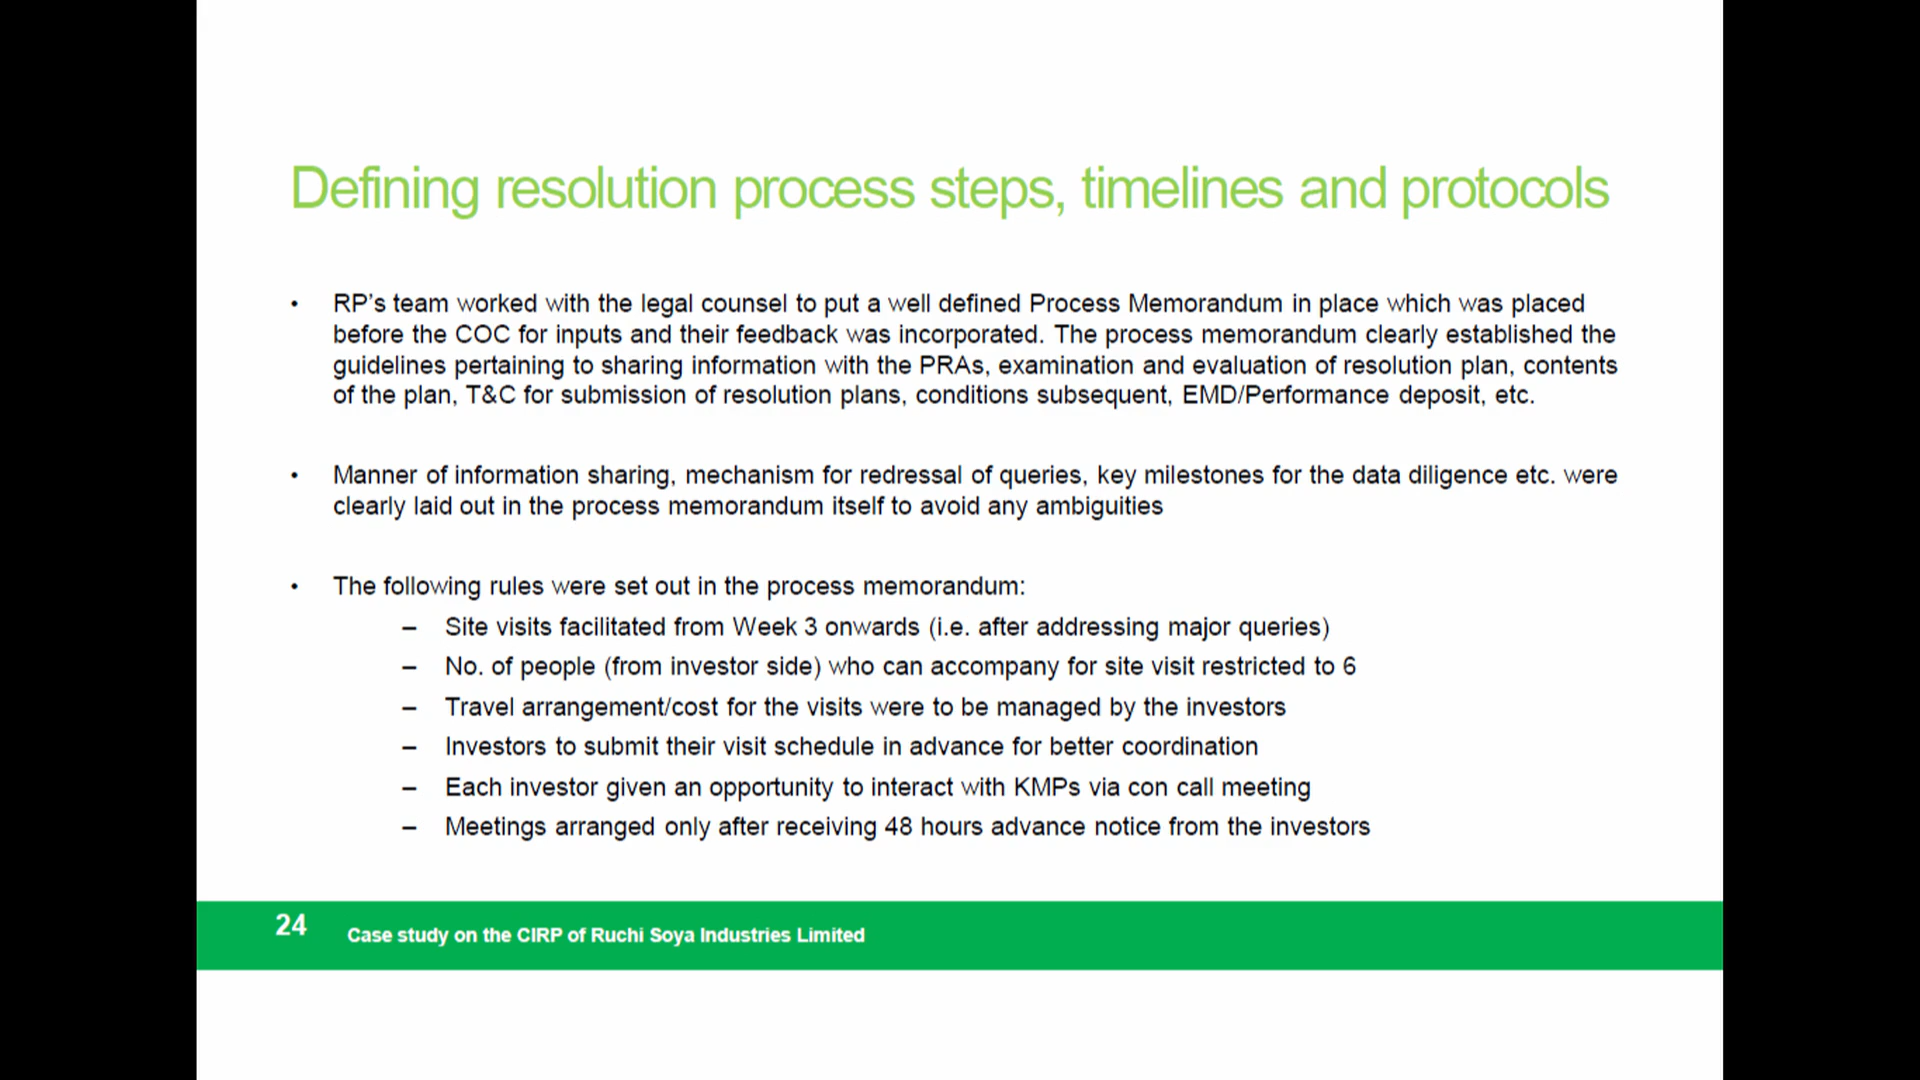 Defining resolution process steps, timelines and protocols
• RP’s team worked with the legal counsel to put a well defined Process Memorandum in place which was placed
before the COC for inputs and their feedback was incorporated. The process memorandum clearly established the
guidelines pertaining to sharing information with the PRAs, examination and evaluation of resolution plan, contents
of the plan, T&C for submission of resolution plans, conditions subsequent, EMD/Performance deposit, etc.
• Manner of information sharing, mechanism for redressal of queries, key milestones for the data diligence etc. were
clearly laid out in the process memorandum itself to avoid any ambiguities
• The following rules were set out in the process memorandum:
– Site visits facilitated from Week 3 onwards (i.e. after addressing major queries)
– No. of people (from investor side) who can accompany for site visit restricted to 6
– Travel arrangement/cost for the visits were to be managed by the investors
– Investors to submit their visit schedule in advance for better coordination
– Each investor given an opportunity to interact with KMPs via con call meeting
– Meetings arranged only after receiving 48 hours advance notice from the investors
24 Case study on the CIRP of Ruchi Soya Industries Limited